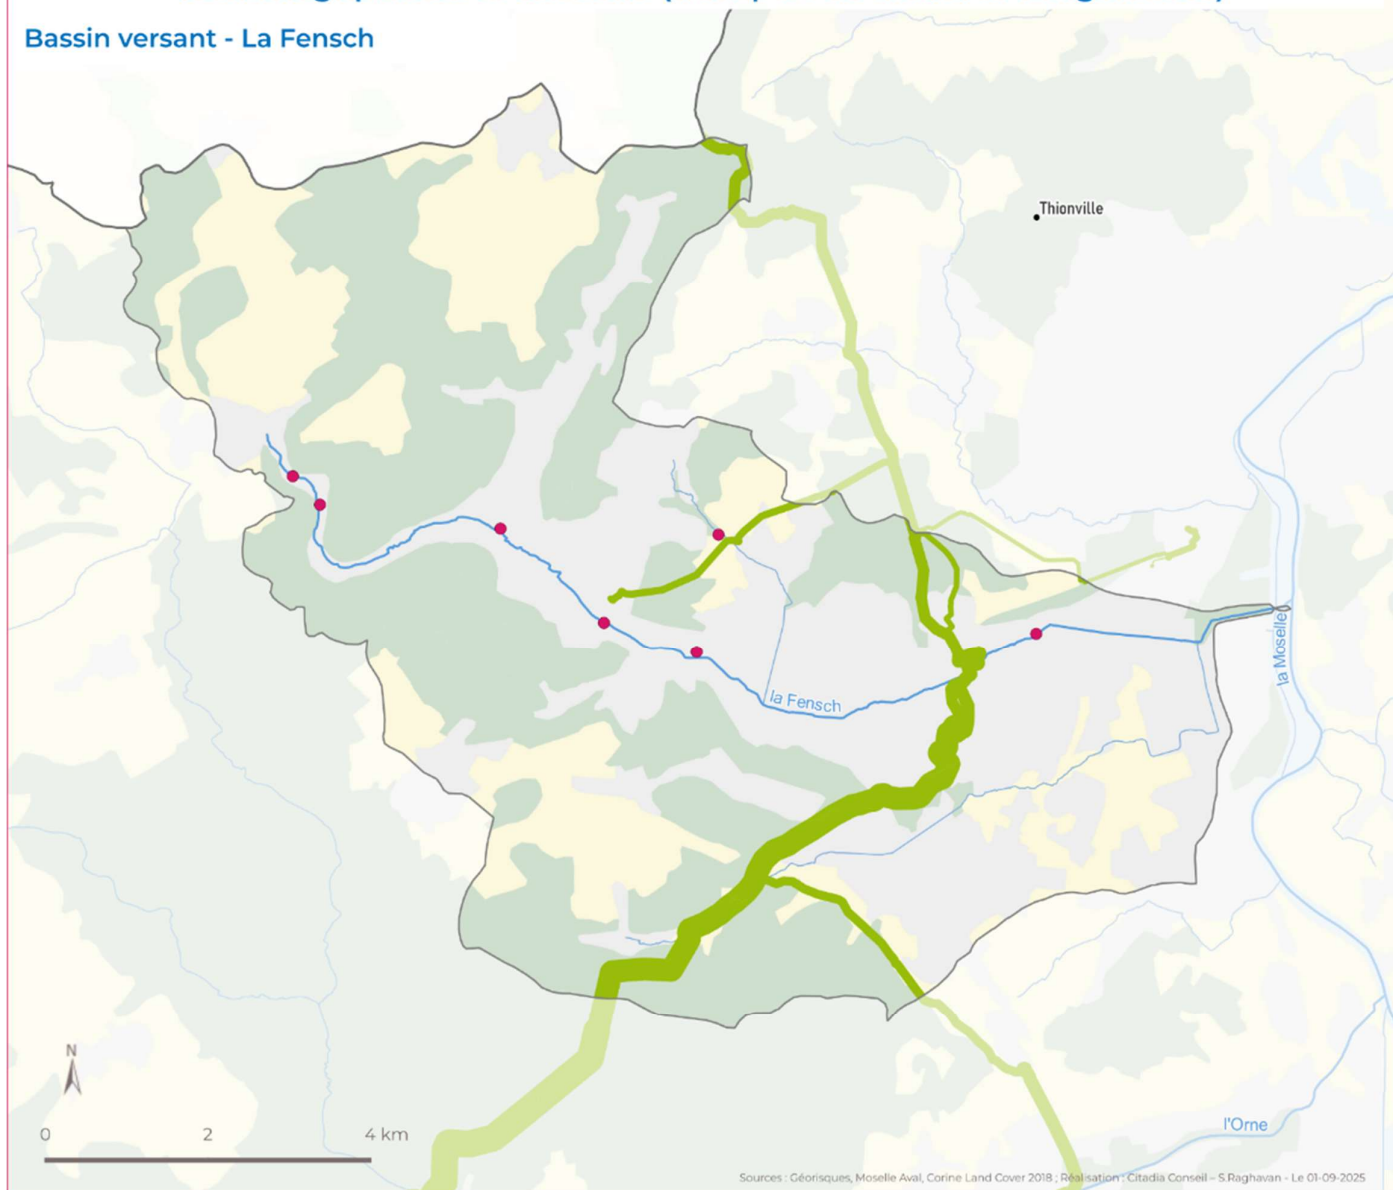 Bassin versant - La Fensch
Thionville
la Moselle
la Fensch
N
0 2 4 km
l'Orne
Sources : Géorisques, Moselle Aval, Corine Land Cover 2018 ; Réalisation : Citadia Conseil – S.Raghavan - Le 01-09-2025